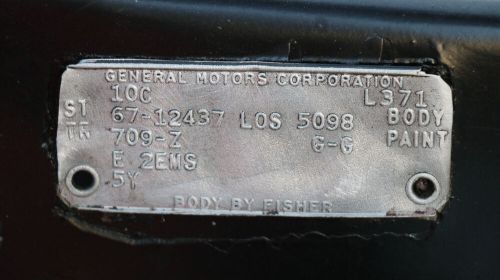 GENERAL MOTORS CORPORATION
10C L371
ST 67-12437 LOS 5098 BODY
TR 709-Z G-G PAINT
E 2EMS
5Y
BODY BY FISHER